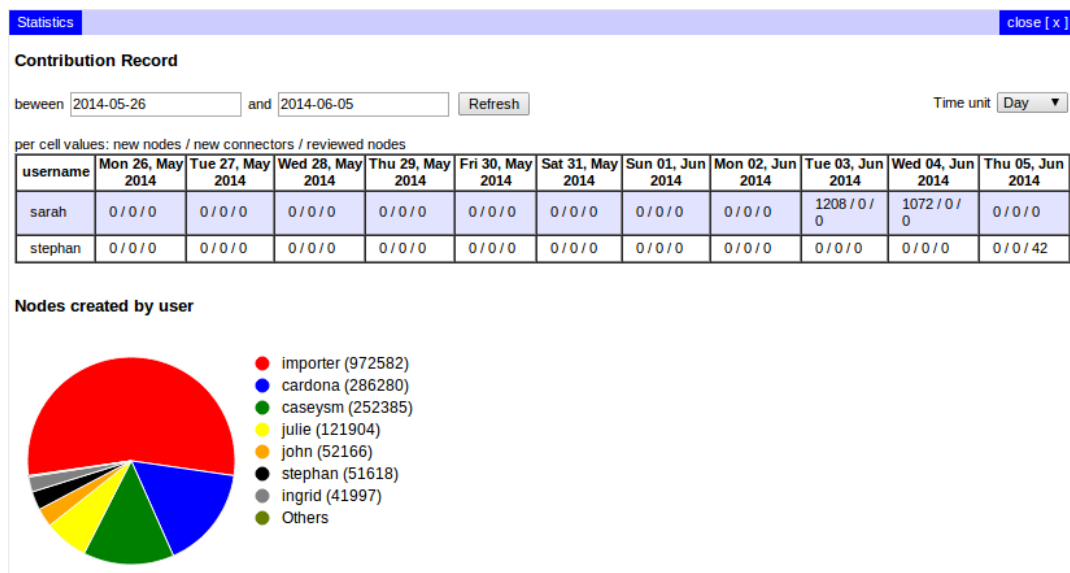 Statistics close [ x ]
Contribution Record
beween 2014-05-26 and 2014-06-05 Refresh Time unit Day
per cell values: new nodes / new connectors / reviewed nodes
username Mon 26, May 2014 Tue 27, May 2014 Wed 28, May 2014 Thu 29, May 2014 Fri 30, May 2014 Sat 31, May 2014 Sun 01, Jun 2014 Mon 02, Jun 2014 Tue 03, Jun 2014 Wed 04, Jun 2014 Thu 05, Jun 2014
sarah 0 / 0 / 0 0 / 0 / 0 0 / 0 / 0 0 / 0 / 0 0 / 0 / 0 0 / 0 / 0 0 / 0 / 0 0 / 0 / 0 1208 / 0 / 0 1072 / 0 / 0 0 / 0 / 0
stephan 0 / 0 / 0 0 / 0 / 0 0 / 0 / 0 0 / 0 / 0 0 / 0 / 0 0 / 0 / 0 0 / 0 / 0 0 / 0 / 0 0 / 0 / 0 0 / 0 / 0 0 / 0 / 42
Nodes created by user
importer (972582)
cardona (286280)
caseysm (252385)
julie (121904)
john (52166)
stephan (51618)
ingrid (41997)
Others